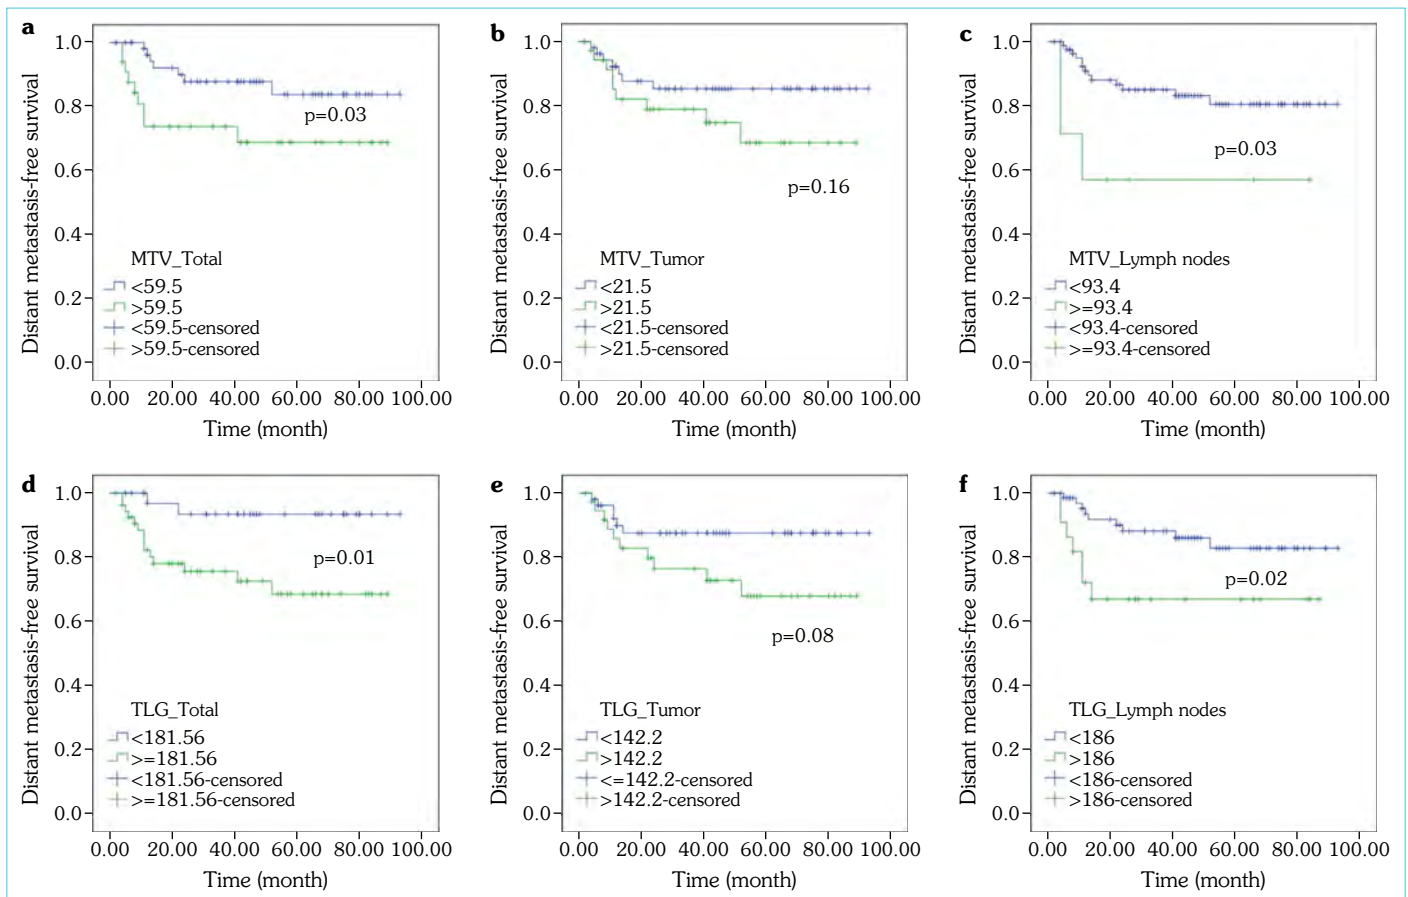 a
Distant metastasis-free survival
1.0
0.8
0.6
0.4
0.2
0.0
p=0.03
MTV_Total
<59.5
>59.5
<59.5-censored
>59.5-censored
0.00 20.00 40.00 60.00 80.00 100.00
Time (month)
b
Distant metastasis-free survival
1.0
0.8
0.6
0.4
0.2
0.0
p=0.16
MTV_Tumor
<21.5
>21.5
<21.5-censored
>21.5-censored
0.00 20.00 40.00 60.00 80.00 100.00
Time (month)
c
Distant metastasis-free survival
1.0
0.8
0.6
0.4
0.2
0.0
p=0.03
MTV_Lymph nodes
<93.4
>=93.4
<93.4-censored
>=93.4-censored
0.00 20.00 40.00 60.00 80.00 100.00
Time (month)
d
Distant metastasis-free survival
1.0
0.8
0.6
0.4
0.2
0.0
p=0.01
TLG_Total
<181.56
>=181.56
<181.56-censored
>=181.56-censored
0.00 20.00 40.00 60.00 80.00 100.00
Time (month)
e
Distant metastasis-free survival
1.0
0.8
0.6
0.4
0.2
0.0
p=0.08
TLG_Tumor
<142.2
>142.2
<=142.2-censored
>142.2-censored
0.00 20.00 40.00 60.00 80.00 100.00
Time (month)
f
Distant metastasis-free survival
1.0
0.8
0.6
0.4
0.2
0.0
p=0.02
TLG_Lymph nodes
<186
>186
<186-censored
>186-censored
0.00 20.00 40.00 60.00 80.00 100.00
Time (month)